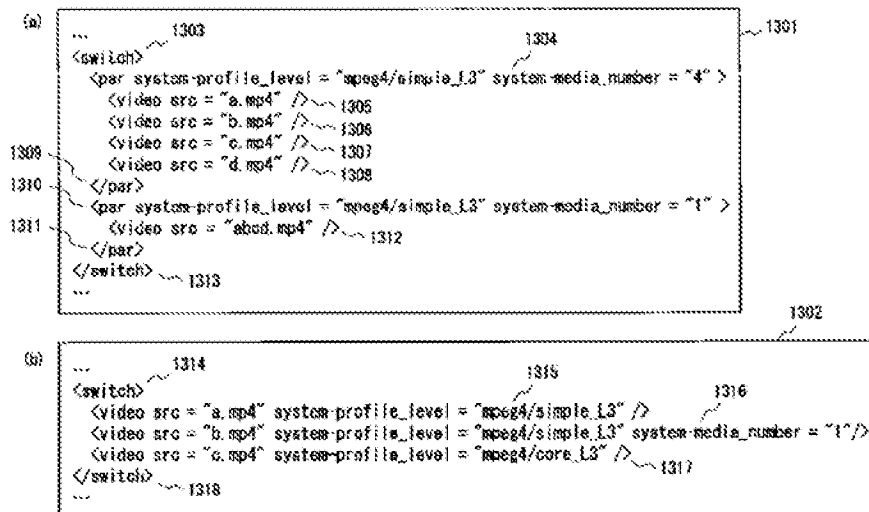 (a)
1301
...
1303
<switch>
1304
<par system-profile_level = "mpeg4/simple_L3" system-media_number = "4" >
<video src = "a.mp4" /> 1305
<video src = "b.mp4" /> 1306
<video src = "c.mp4" /> 1307
<video src = "d.mp4" /> 1308
1309 </par>
1310 <par system-profile_level = "mpeg4/simple_L3" system-media_number = "1" >
<video src = "abcd.mp4" /> 1312
1311 </par>
</switch> 1313
...
1302
(b)
...
1314
<switch>
1315
<video src = "a.mp4" system-profile_level = "mpeg4/simple_L3" />
1316
<video src = "b.mp4" system-profile_level = "mpeg4/simple_L3" system-media_number = "1"/>
<video src = "c.mp4" system-profile_level = "mpeg4/core_L3" /> 1317
</switch> 1318
...